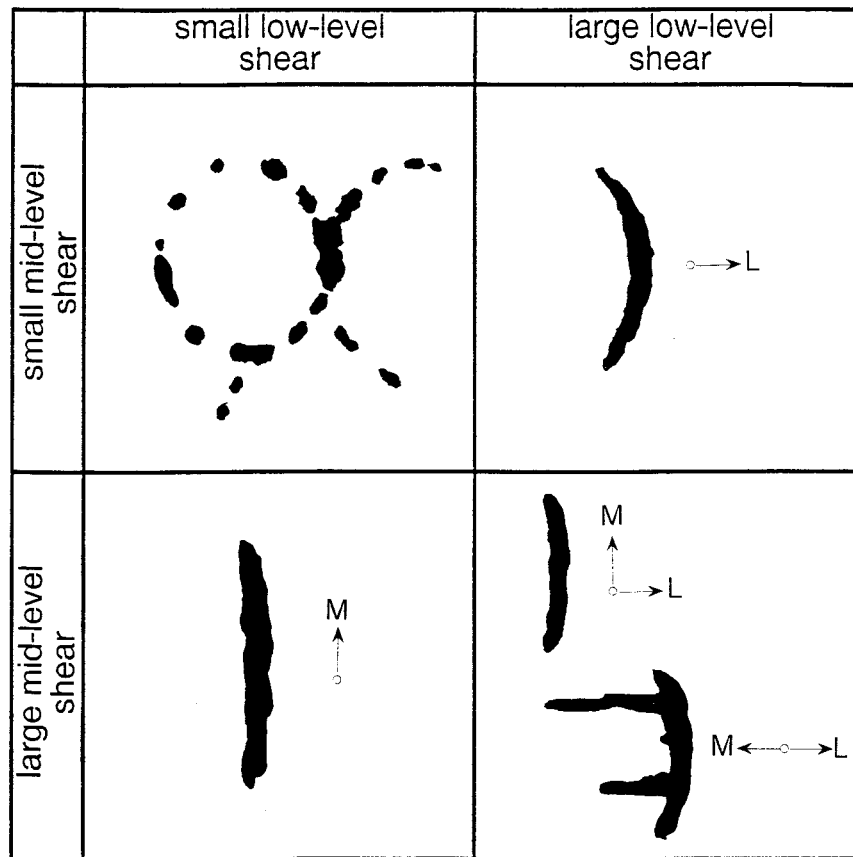 small low-level
shear
large low-level
shear
small mid-level
shear
L
large mid-level
shear
M
M
L
M
L